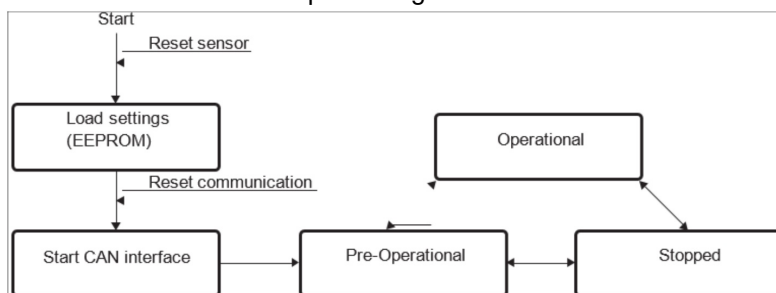 Start
Reset sensor
Load settings
(EEPROM)
Operational
Reset communication
Start CAN interface
Pre-Operational
Stopped